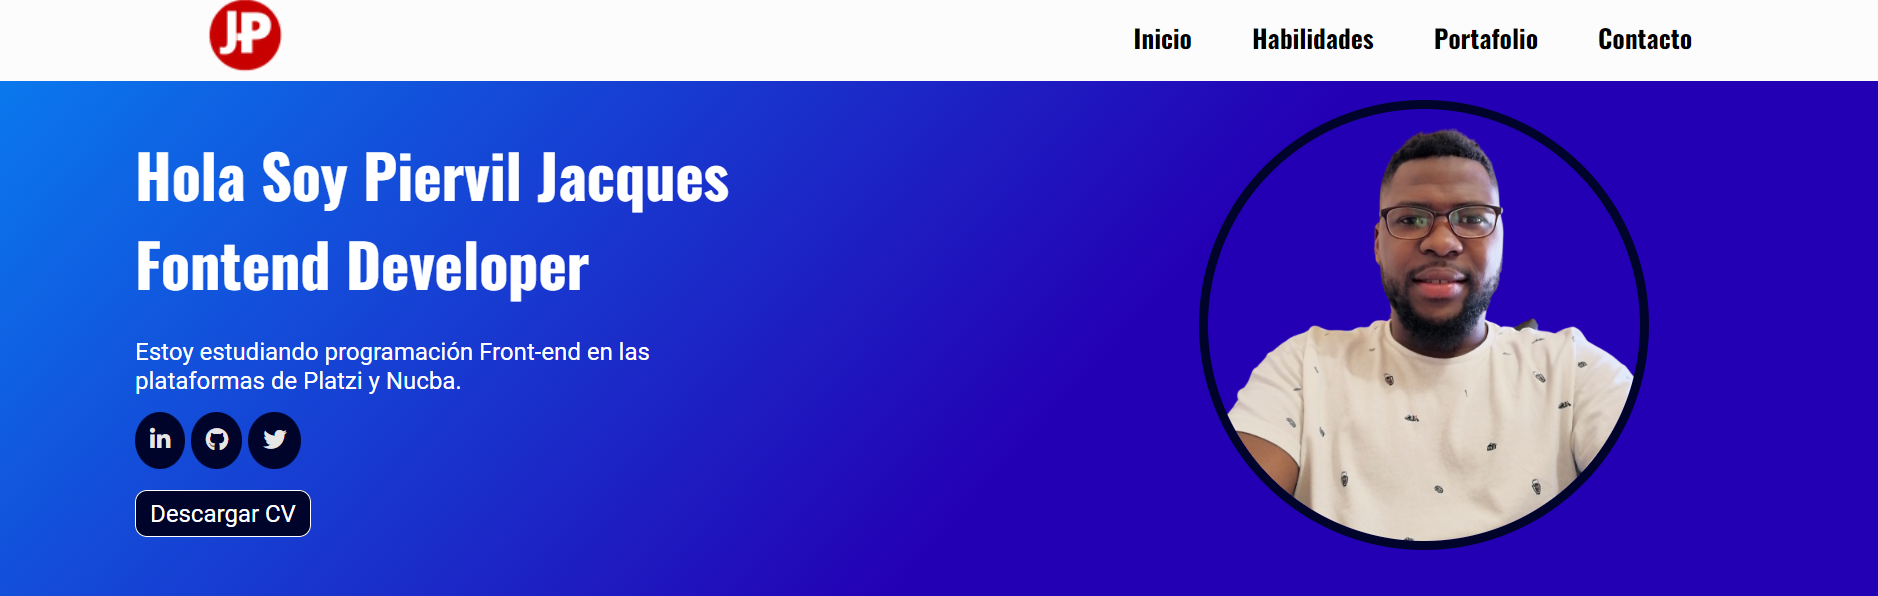 JP
Inicio
Habilidades
Portafolio
Contacto
Hola Soy Piervil Jacques
Fontend Developer
Estoy estudiando programación Front-end en las
plataformas de Platzi y Nucba.
in
Descargar CV